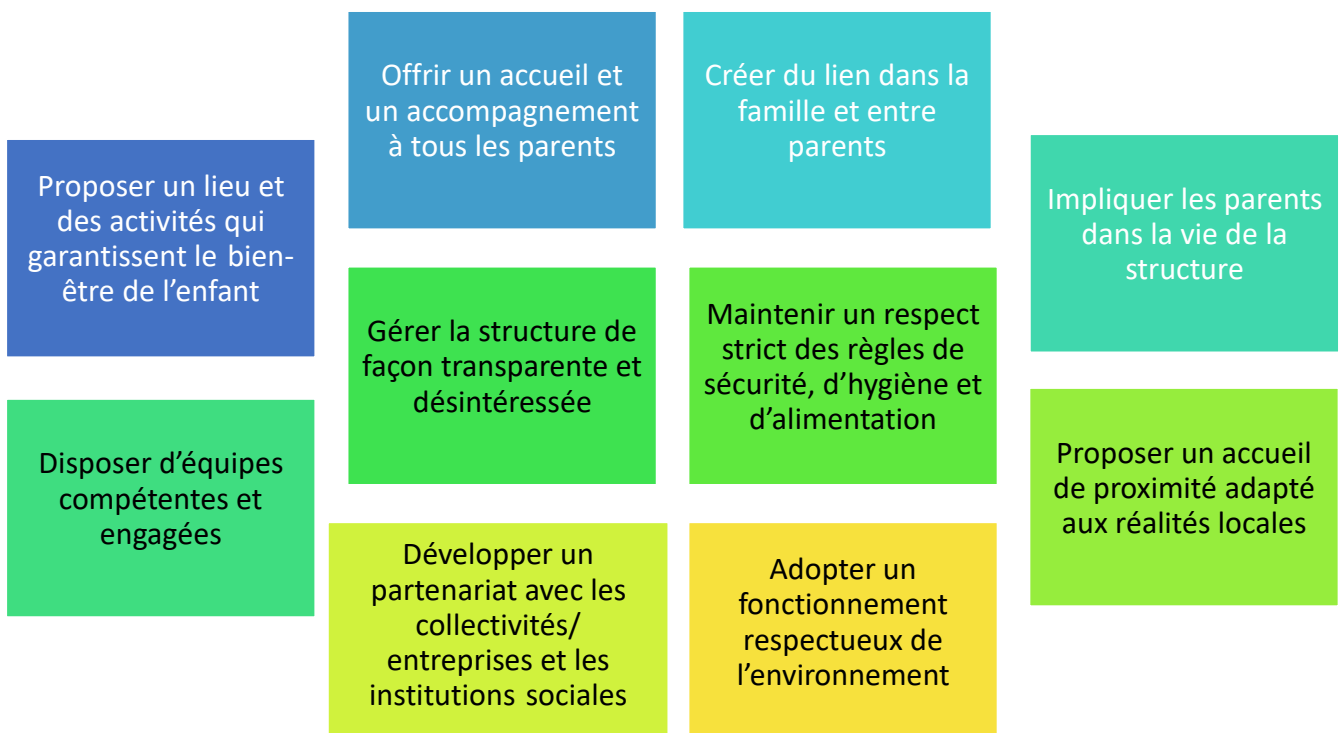 Proposer un lieu et
des activités qui
garantissent le bien-
être de l’enfant
Offrir un accueil et
un accompagnement
à tous les parents
Créer du lien dans la
famille et entre
parents
Impliquer les parents
dans la vie de la
structure
Disposer d’équipes
compétentes et
engagées
Gérer la structure de
façon transparente et
désintéressée
Maintenir un respect
strict des règles de
sécurité, d’hygiène et
d’alimentation
Proposer un accueil
de proximité adapté
aux réalités locales
Développer un
partenariat avec les
collectivités/
entreprises et les
institutions sociales
Adopter un
fonctionnement
respectueux de
l’environnement